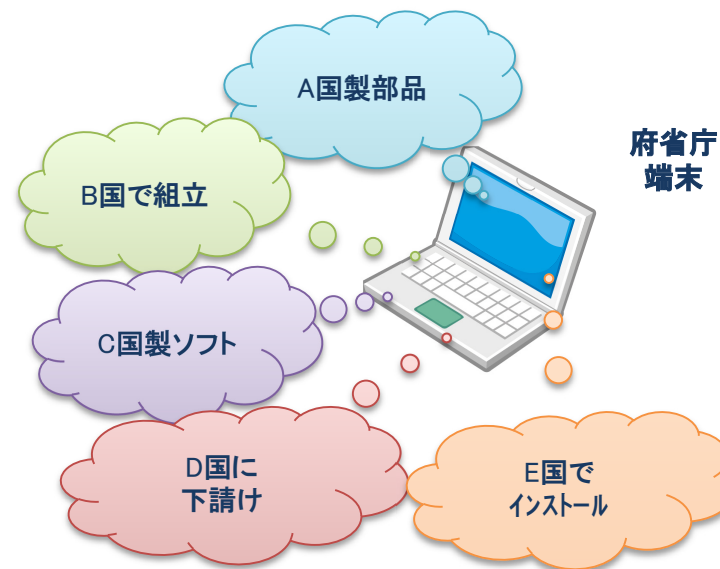 A国製部品
府省庁
端末
B国で組立
C国製ソフト
D国に
下請け
E国で
インストール